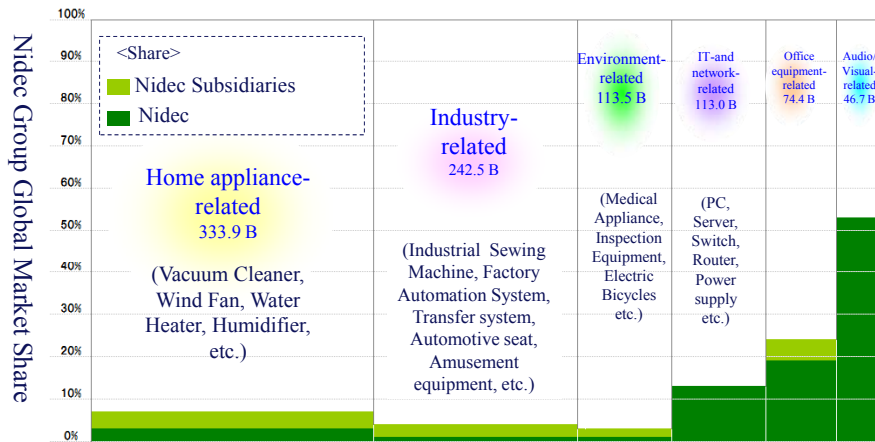 Nidec Group Global Market Share
100%
90%
80%
70%
60%
50%
40%
30%
20%
10%
0%
<Share>
Nidec Subsidiaries
Nidec
Home appliance-
related
333.9 B
(Vacuum Cleaner,
Wind Fan, Water
Heater, Humidifier,
etc.)
Industry-
related
242.5 B
(Industrial Sewing
Machine, Factory
Automation System,
Transfer system,
Automotive seat,
Amusement
equipment, etc.)
Environment-
related
113.5 B
(Medical
Appliance,
Inspection
Equipment,
Electric
Bicycles
etc.)
IT-and
network-
related
113.0 B
(PC,
Server,
Switch,
Router,
Power
supply
etc.)
Office
equipment-
related
74.4 B
Audio/
Visual-
related
46.7 B